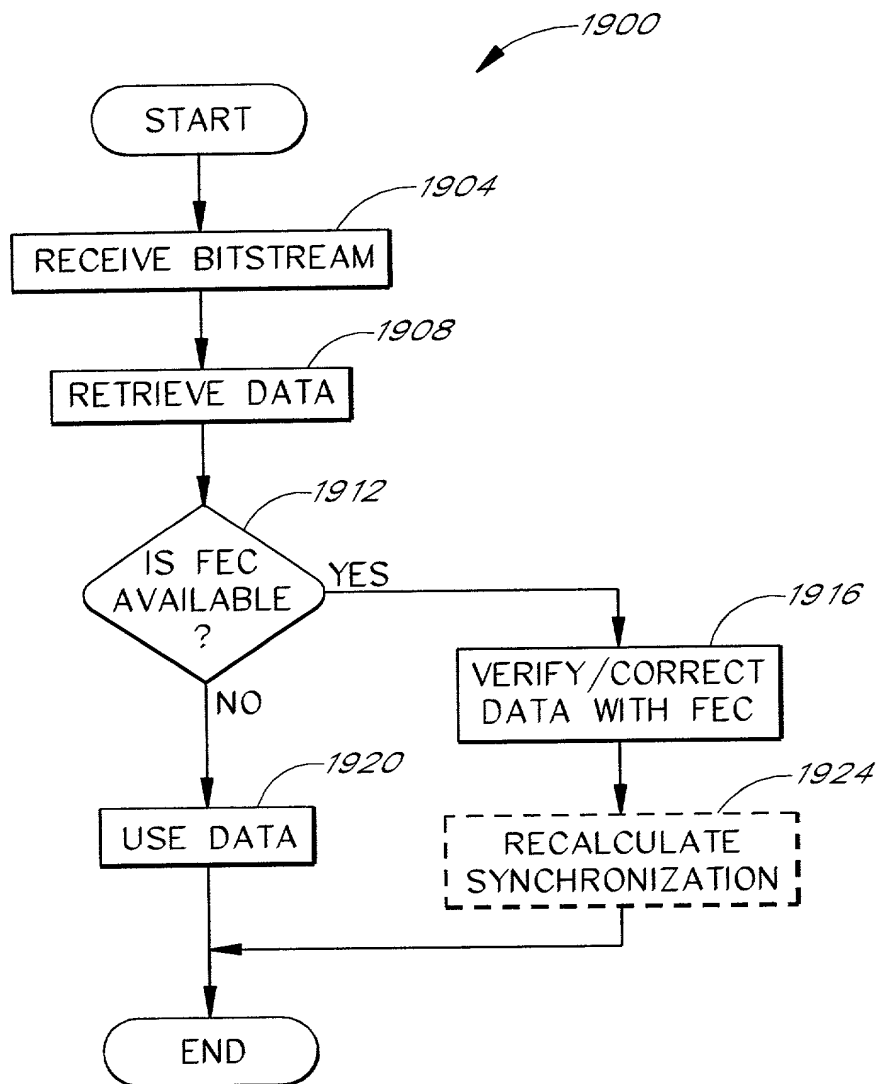 1900
START
1904
RECEIVE BITSTREAM
1908
RETRIEVE DATA
1912
IS FEC
AVAILABLE
?
YES
NO
1916
VERIFY/CORRECT
DATA WITH FEC
1920
USE DATA
1924
RECALCULATE
SYNCHRONIZATION
END